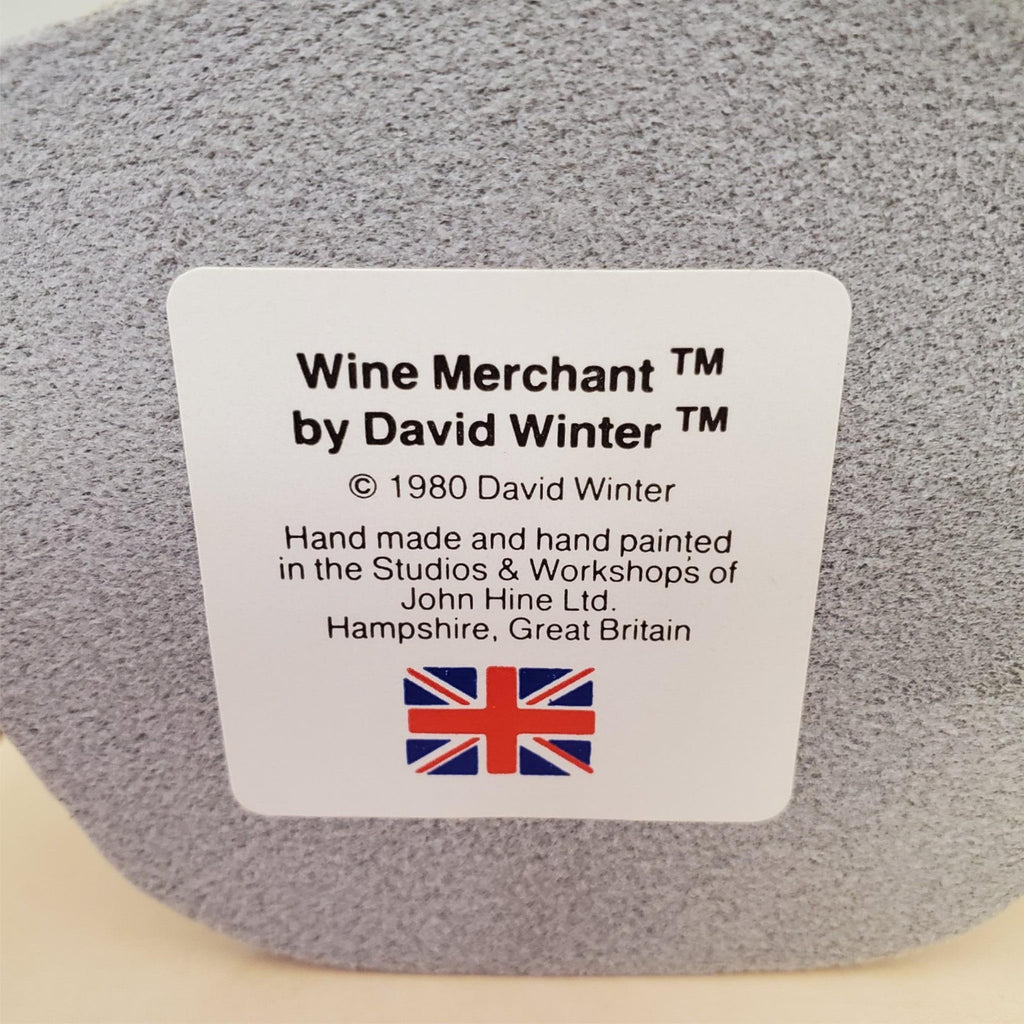 Wine Merchant ™
by David Winter ™
© 1980 David Winter
Hand made and hand painted
in the Studios & Workshops of
John Hine Ltd.
Hampshire, Great Britain